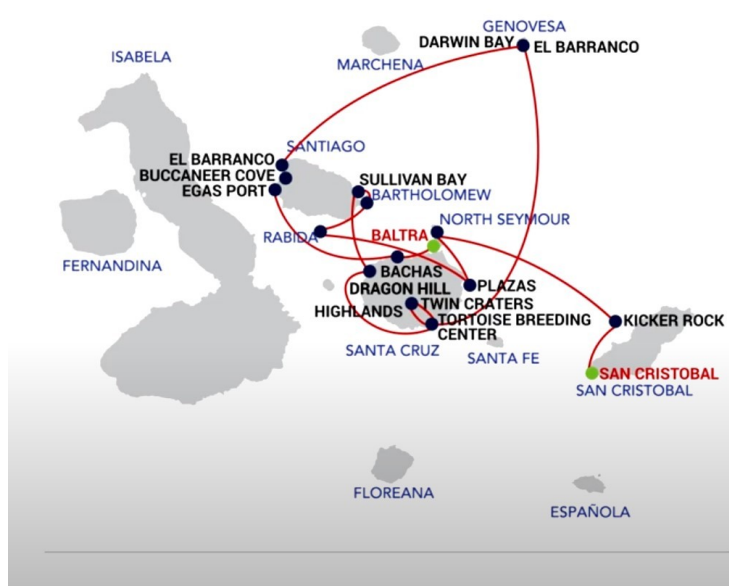 GENOVESA
DARWIN BAY
EL BARRANCO
ISABELA
MARCHENA
SANTIAGO
EL BARRANCO
BUCCANEER COVE
EGAS PORT
SULLIVAN BAY
BARTHOLOMEW
NORTH SEYMOUR
RABIDA
BALTRA
FERNANDINA
BACHAS
PLAZAS
DRAGON HILL
TWIN CRATERS
HIGHLANDS
TORTOISE BREEDING
CENTER
KICKER ROCK
SANTA CRUZ
SANTA FE
SAN CRISTOBAL
SAN CRISTOBAL
FLOREANA
ESPAÑOLA